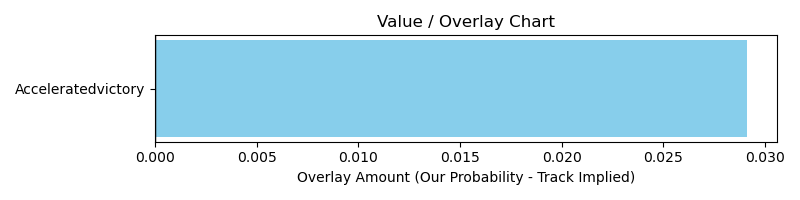 Value / Overlay Chart
Acceleratedvictory
0.000 0.005 0.010 0.015 0.020 0.025 0.030
Overlay Amount (Our Probability - Track Implied)